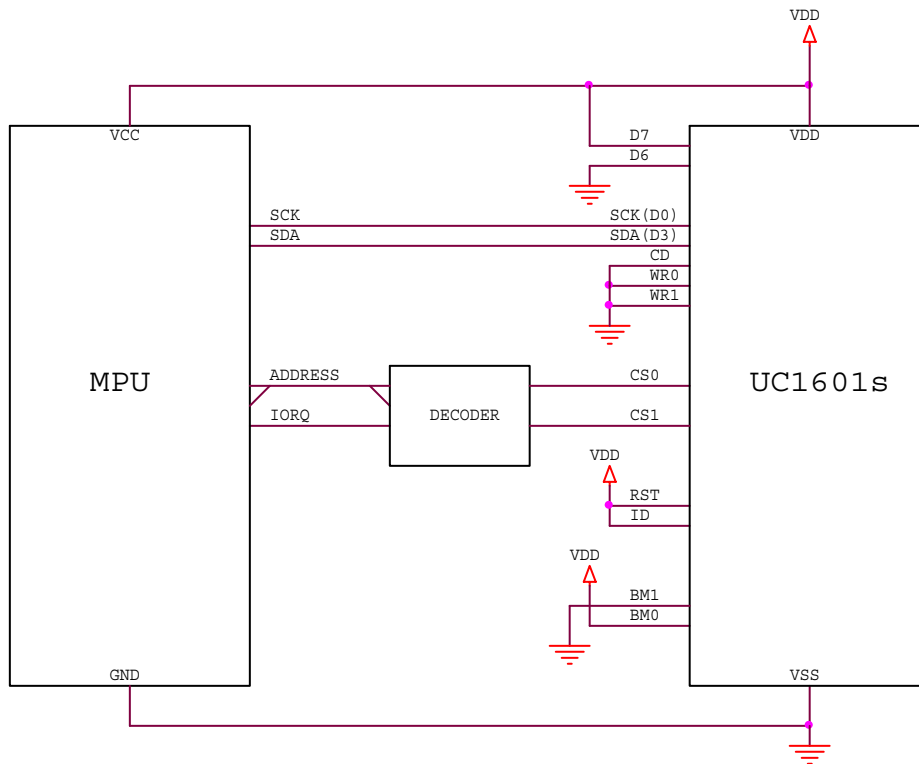 VDD
VCC
VDD
D7
D6
SCK
SCK(D0)
SDA
SDA(D3)
CD
WR0
WR1
MPU
ADDRESS
CS0
UC1601s
IORQ
DECODER
CS1
VDD
RST
ID
VDD
BM1
BM0
GND
VSS